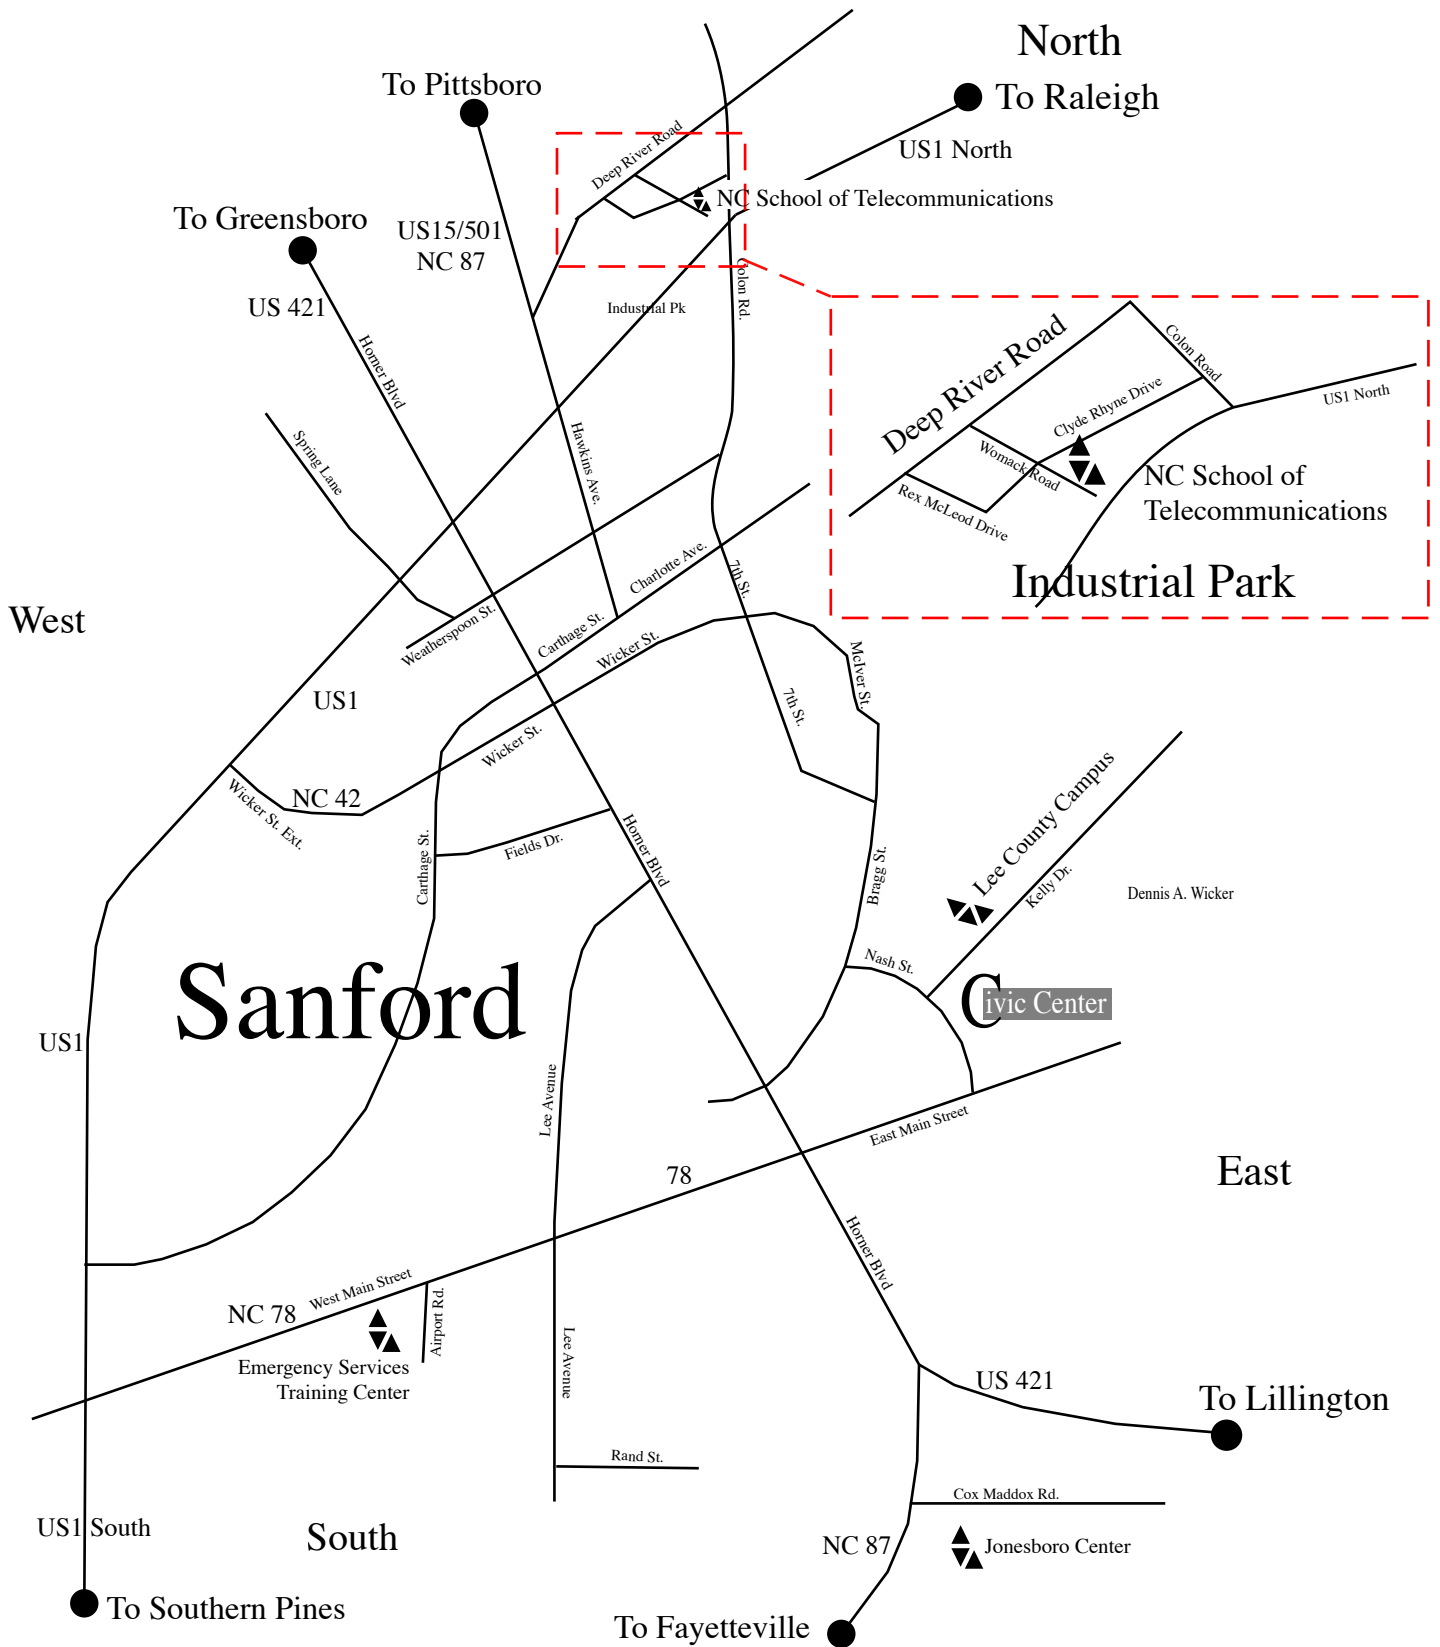 North
To Pittsboro
To Raleigh
US1 North
Deep River Road
NC School of Telecommunications
To Greensboro
US15/501
NC 87
US 421
Colon Rd.
Industrial Pk
Horner Blvd
Spring Lane
Hawkins Ave.
Deep River Road
Colon Road
Clyde Rhyne Drive
US1 North
Womack Road
Rex McLeod Drive
NC School of
Telecommunications
Industrial Park
West
Weatherspoon St.
Carthage St.
Charlotte Ave.
7th St.
Wicker St.
McIver St.
US1
7th St.
Wicker St.
Wicker St. Ext.
NC 42
Carthage St.
Fields Dr.
Horner Blvd
Bragg St.
Lee County Campus
Kelly Dr.
Dennis A. Wicker
Nash St.
Civic Center
Sanford
US1
Lee Avenue
East Main Street
78
East
Horner Blvd
NC 78
West Main Street
Airport Rd.
Emergency Services
Training Center
Lee Avenue
US 421
To Lillington
Rand St.
Cox Maddox Rd.
US1 South
South
NC 87
Jonesboro Center
To Southern Pines
To Fayetteville